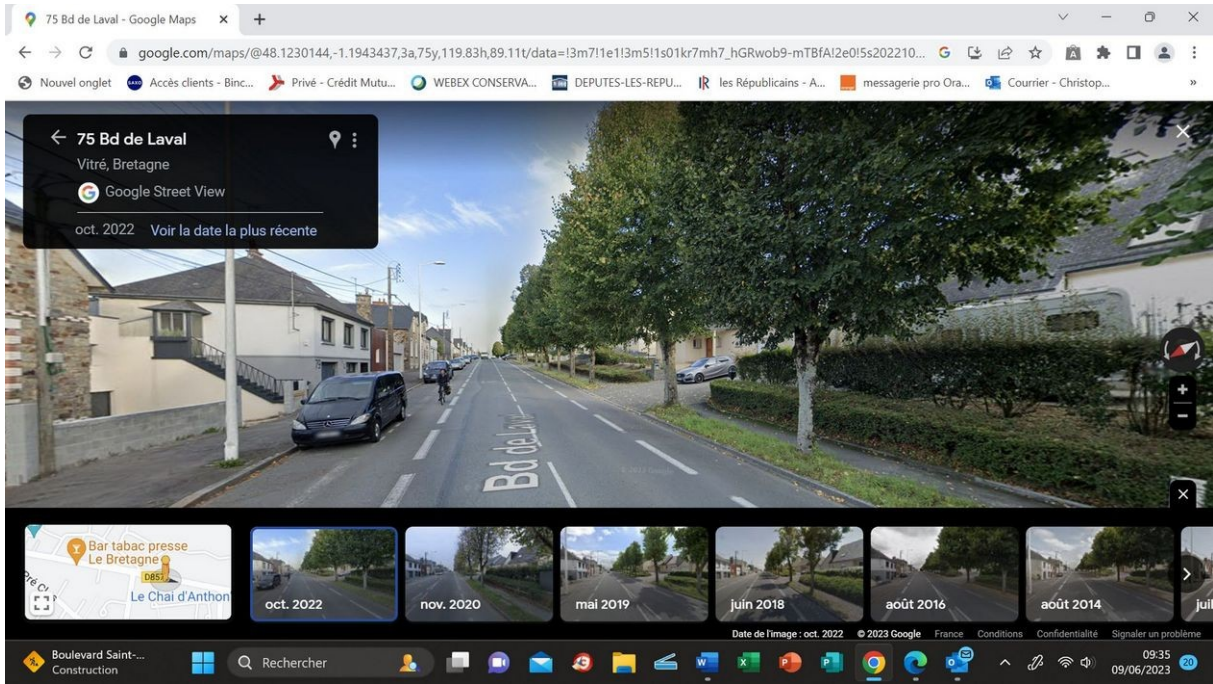 75 Bd de Laval - Google Maps
google.com/maps/@48.1230144,-1.1943437,3a,75y,119.83h,89.11t/data=!3m7!1e1!3m5!1s01kr7mh7_hGRwob9-mTBfA!2e0!5s202210...
Nouvel onglet
SAXO
Accès clients - Binc...
Privé - Crédit Mutu...
WEBEX CONSERVA...
DEPUTES-LES-REPU...
les Républicains - A...
messagerie pro Ora...
Courrier - Christop...
»
75 Bd de Laval
Vitré, Bretagne
Google Street View
oct. 2022 Voir la date la plus récente
Bd de Laval
© 2023 Google
Bar tabac presse
Le Bretagne
D857
Le Chai d'Anthon
oct. 2022
nov. 2020
mai 2019
juin 2018
août 2016
août 2014
juil
Date de l'image : oct. 2022 © 2023 Google France Conditions Confidentialité Signaler un problème
Boulevard Saint-...
Construction
Rechercher
09:35
09/06/2023
20